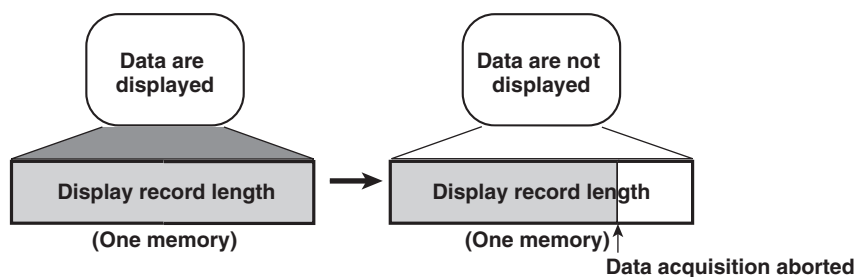 Data are
displayed
Data are not
displayed
Display record length
Display record length
(One memory)
(One memory)
Data acquisition aborted